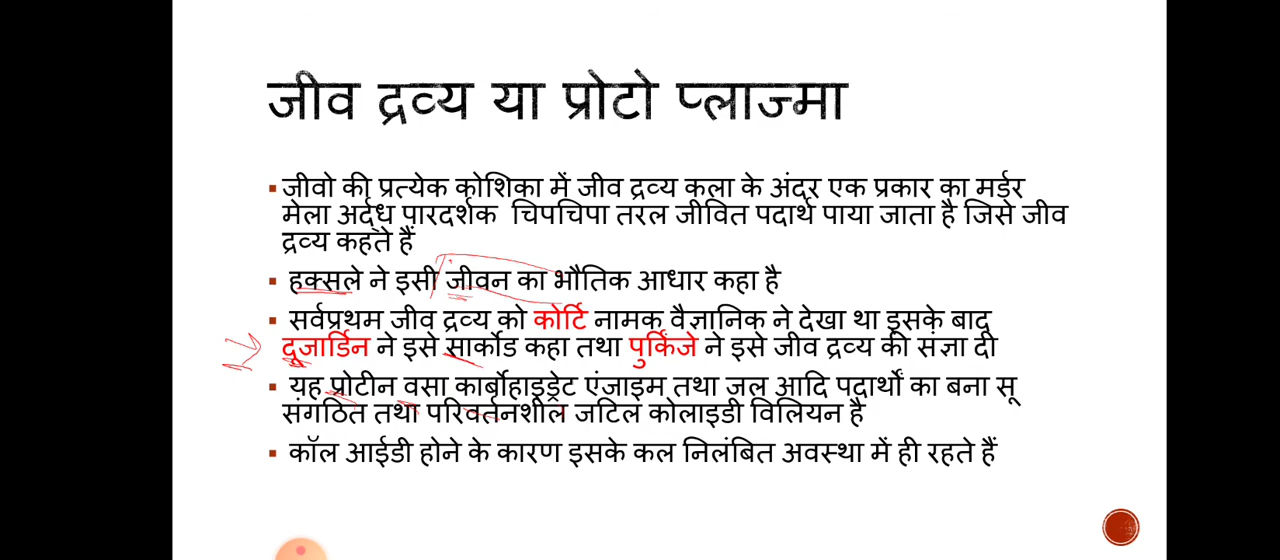 जीव द्रव्य या प्रोटो प्लाज्मा
▪ जीवो की प्रत्येक कोशिका में जीव द्रव्य कला के अंदर एक प्रकार का मर्डर
मेला अर्द्ध पारदर्शक चिपचिपा तरल जीवित पदार्थ पाया जाता है जिसे जीव
द्रव्य कहते हैं
▪ हक्सले ने इसी जीवन का भौतिक आधार कहा है
▪ सर्वप्रथम जीव द्रव्य को कोर्टि नामक वैज्ञानिक ने देखा था इसके बाद
दूजार्डिन ने इसे सार्कोड कहा तथा पुर्किंजे ने इसे जीव द्रव्य की संज्ञा दी
▪ यह प्रोटीन वसा कार्बोहाइड्रेट एंजाइम तथा जल आदि पदार्थों का बना सू
संगठित तथा परिवर्तनशील जटिल कोलाइडी विलियन है
▪ कॉल आईडी होने के कारण इसके कल निलंबित अवस्था में ही रहते हैं